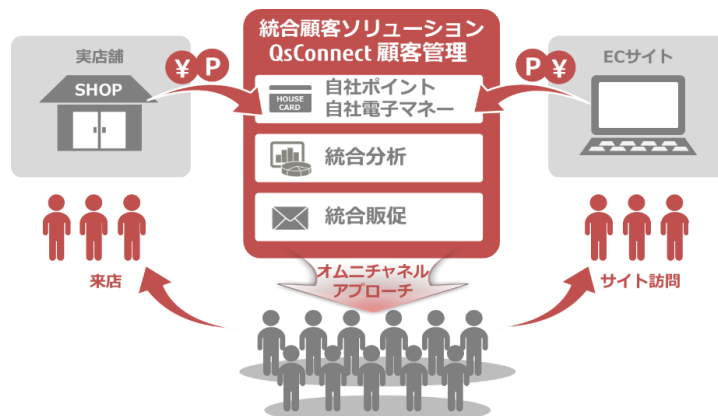 統合顧客ソリューション
QsConnect 顧客管理
実店舗
SHOP
¥ P
HOUSE
CARD
自社ポイント
自社電子マネー
P ¥
ECサイト
統合分析
統合販促
オムニチャネル
アプローチ
来店
サイト訪問